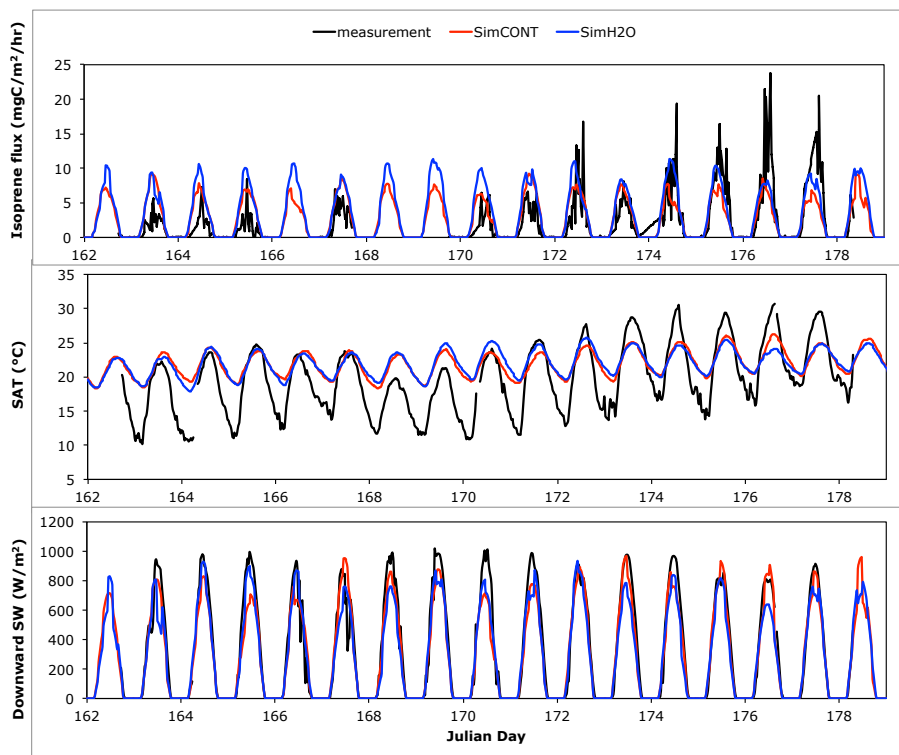 measurement SimCONT SimH2O
Isoprene flux (mgC/m²/hr)
25
20
15
10
5
0
162 164 166 168 170 172 174 176 178
SAT (°C)
35
30
25
20
15
10
5
162 164 166 168 170 172 174 176 178
Downward SW (W/m²)
1200
1000
800
600
400
200
0
162 164 166 168 170 172 174 176 178
Julian Day